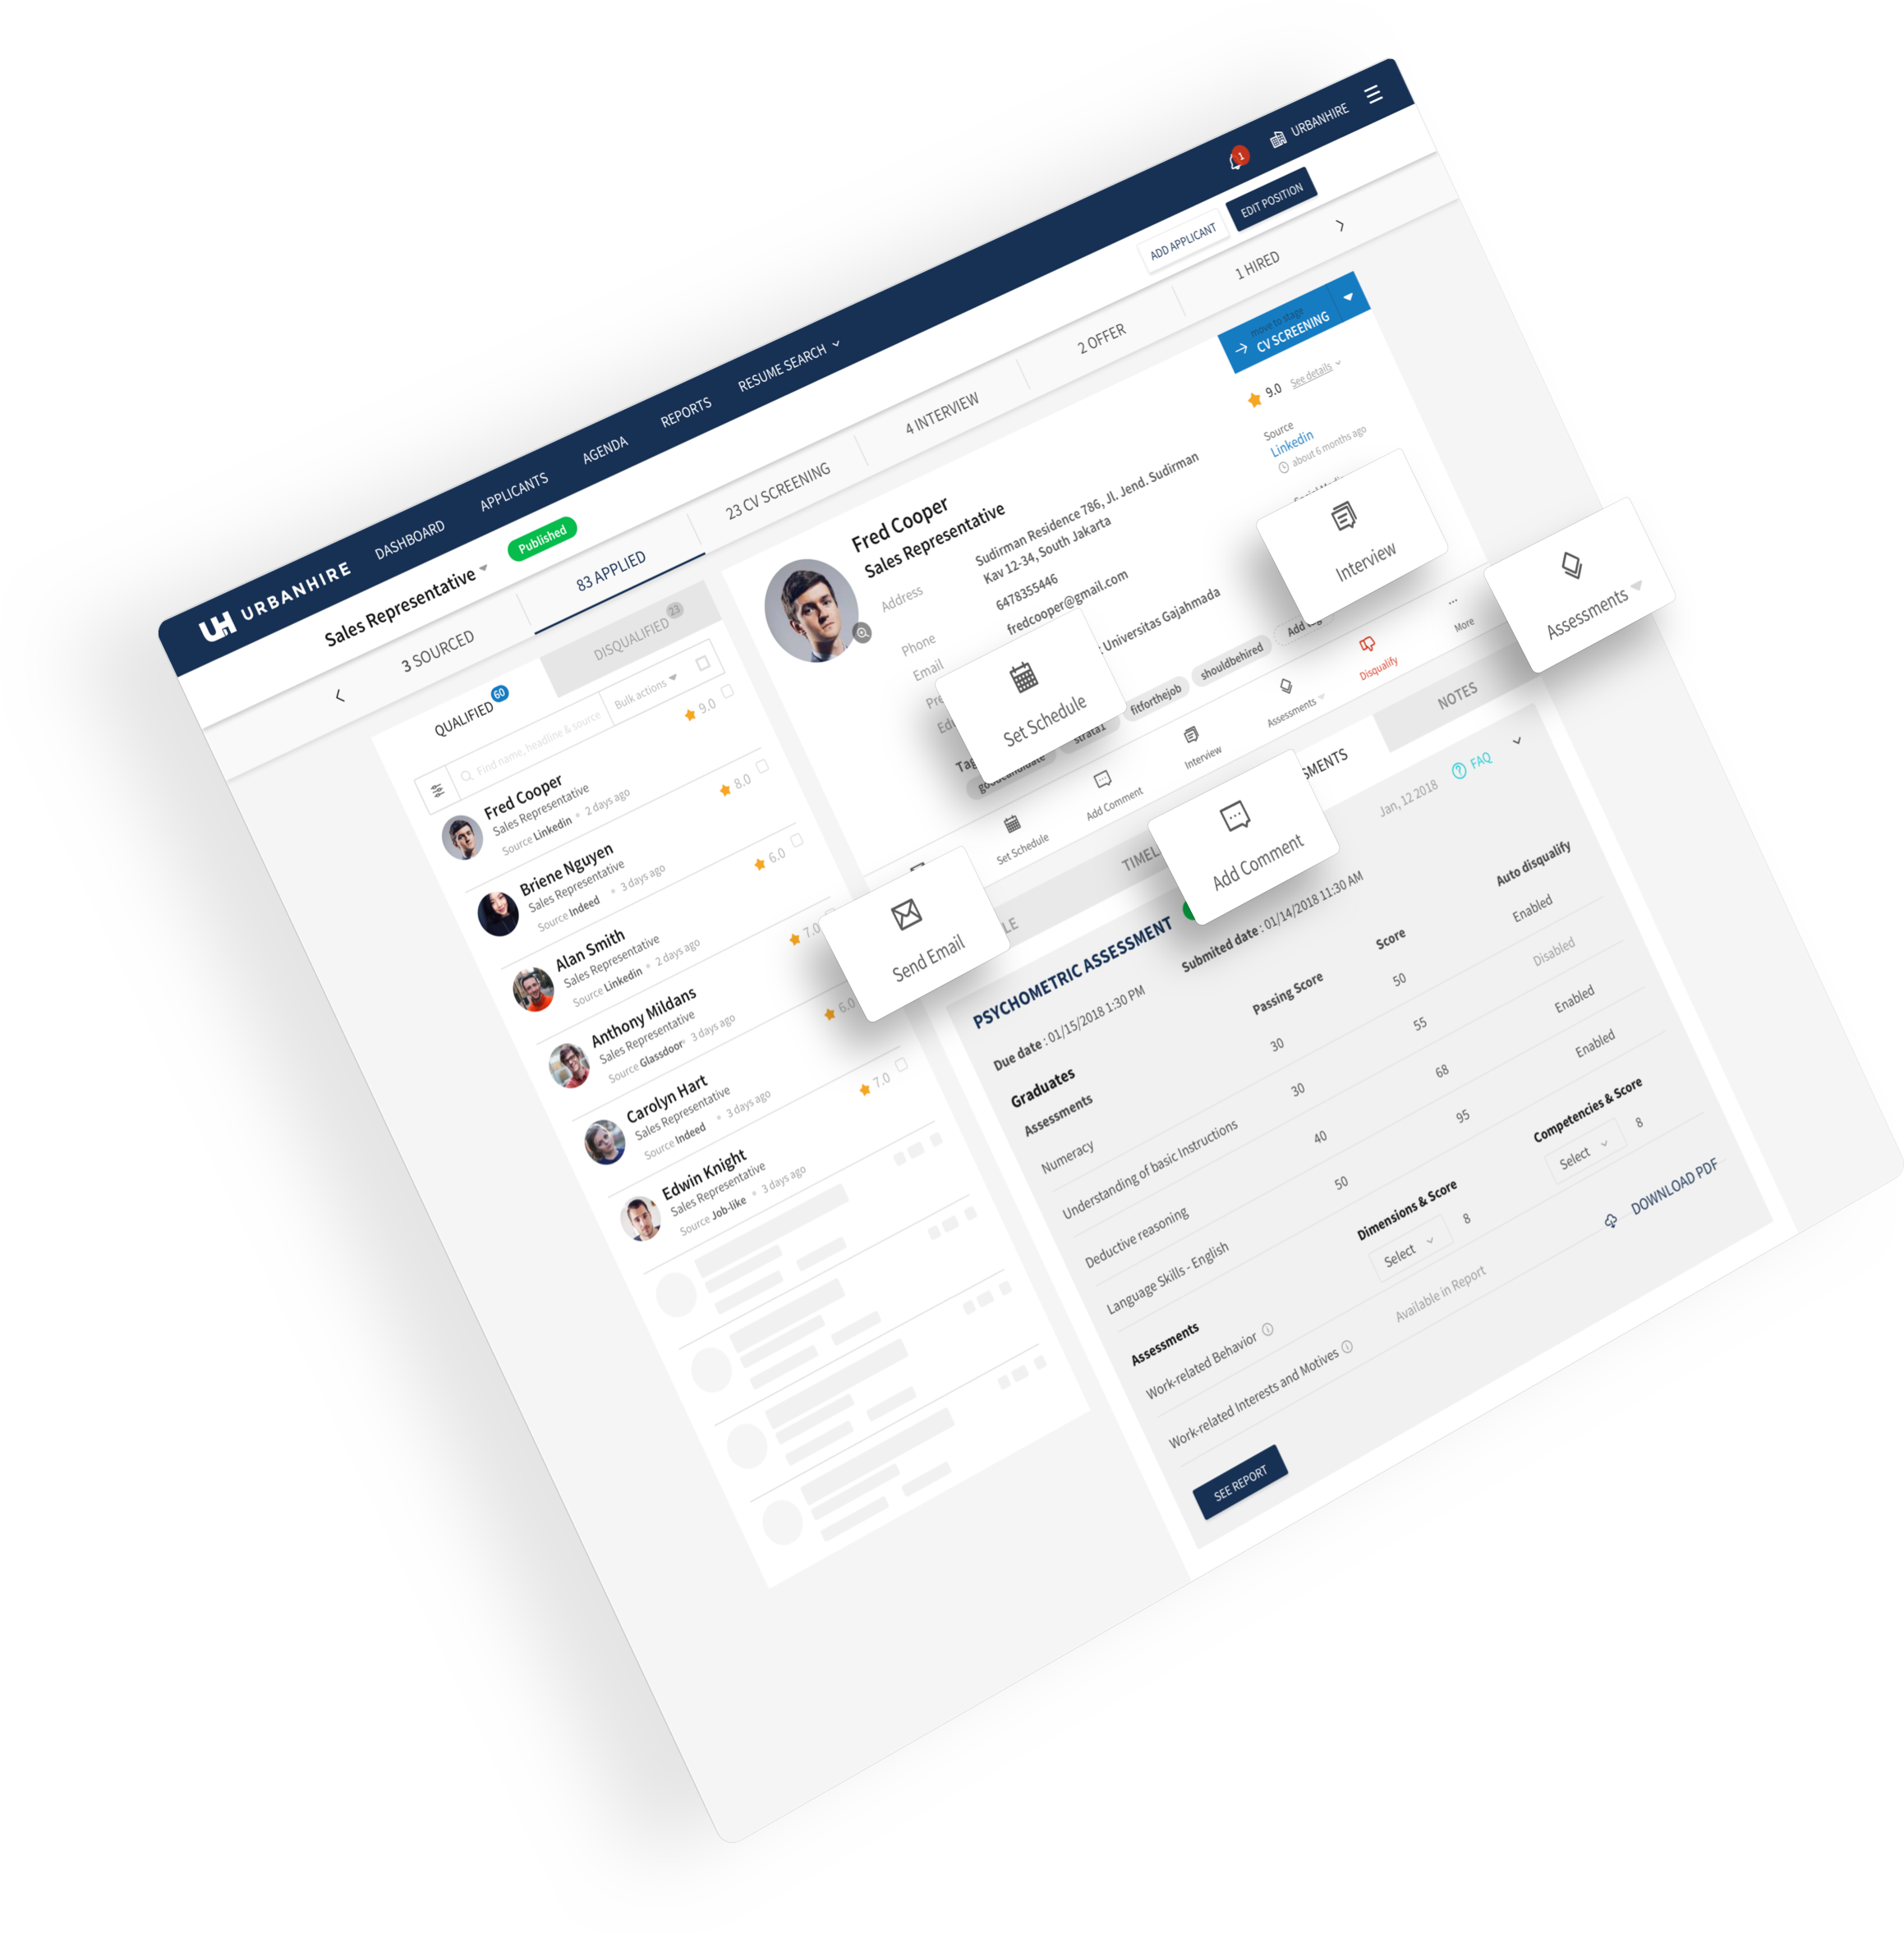 URBANHIRE
DASHBOARD
APPLICANTS
AGENDA
REPORTS
RESUME SEARCH
1
URBANHIRE
Sales Representative
Published
ADD APPLICANT
EDIT POSITION
3 SOURCED
83 APPLIED
23 CV SCREENING
4 INTERVIEW
2 OFFER
1 HIRED
QUALIFIED 60
DISQUALIFIED 23
Find name, headline & source
Bulk actions
Fred Cooper
9.0
Sales Representative
Source Linkedin • 2 days ago
Briene Nguyen
8.0
Sales Representative
Source Indeed • 3 days ago
Alan Smith
6.0
Sales Representative
Source Linkedin • 2 days ago
Anthony Mildans
7.0
Sales Representative
Source Glassdoor • 3 days ago
Carolyn Hart
6.0
Sales Representative
Source Indeed • 3 days ago
Edwin Knight
7.0
Sales Representative
Source Job-like • 3 days ago
Fred Cooper
Sales Representative
Address
Sudirman Residence 786, Jl. Jend. Sudirman
Kav 12-34, South Jakarta
Phone
6478355446
Email
fredcooper@gmail.com
Universitas Gajahmada
strata1
fitforthejob
shouldbehired
move to stage
CV SCREENING
9.0
See details
Source
Linkedin
about 6 months ago
Set Schedule
Add Comment
Interview
Assessments
Disqualify
More
Send Email
Set Schedule
Add Comment
Interview
Assessments
NOTES
PSYCHOMETRIC ASSESSMENT
Jan, 12 2018
FAQ
Due date : 01/15/2018 1:30 PM
Submited date : 01/14/2018 11:30 AM
Graduates
Assessments
Passing Score
Score
Auto disqualify
Numeracy
30
50
Enabled
Understanding of basic Instructions
30
55
Disabled
Deductive reasoning
40
68
Enabled
Language Skills - English
50
95
Enabled
Assessments
Dimensions & Score
Competencies & Score
Work-related Behavior
Select
8
Select
8
Work-related Interests and Motives
Available in Report
DOWNLOAD PDF
SEE REPORT